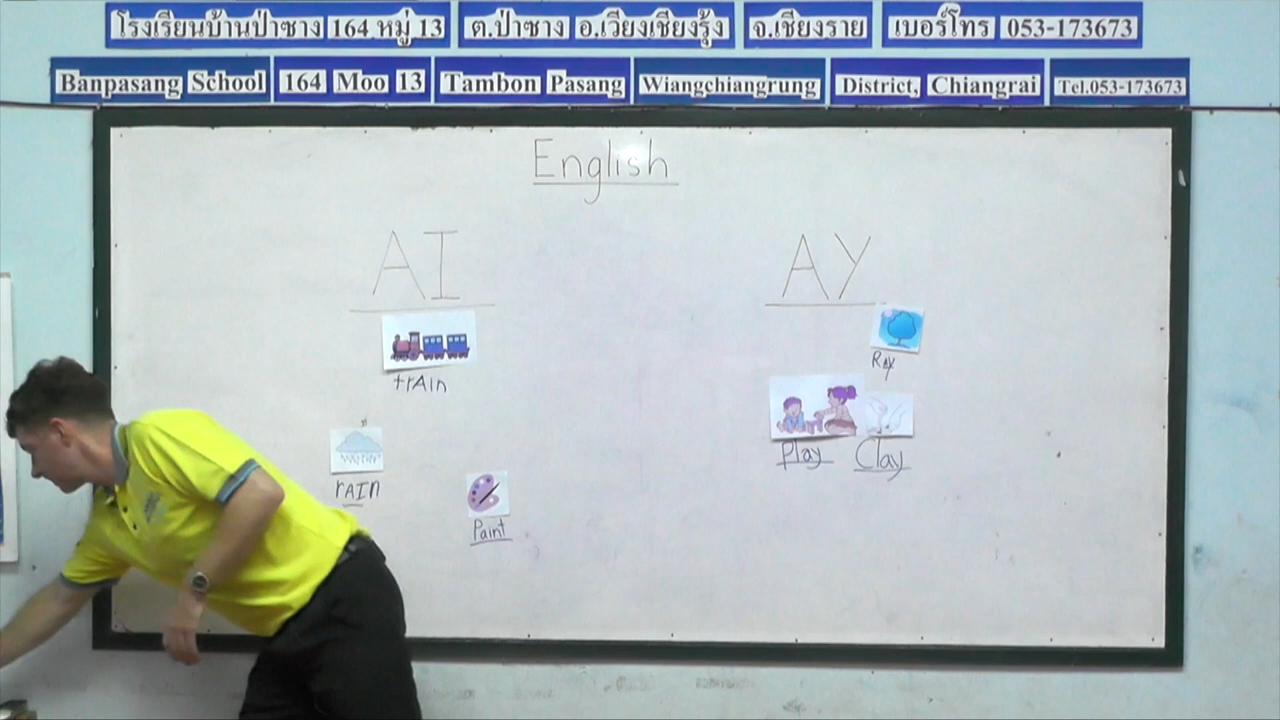 โรงเรียนบ้านป่าซาง 164 หมู่ 13 ต.ป่าซาง อ.เวียงเชียงรุ้ง จ.เชียงราย เบอร์โทร 053-173673
Banpasang School 164 Moo 13 Tambon Pasang Wiangchiangrung District, Chiangrai Tel.053-173673
English
AI
AY
trAIn
RAy
Play
Clay
rAIn
Paint